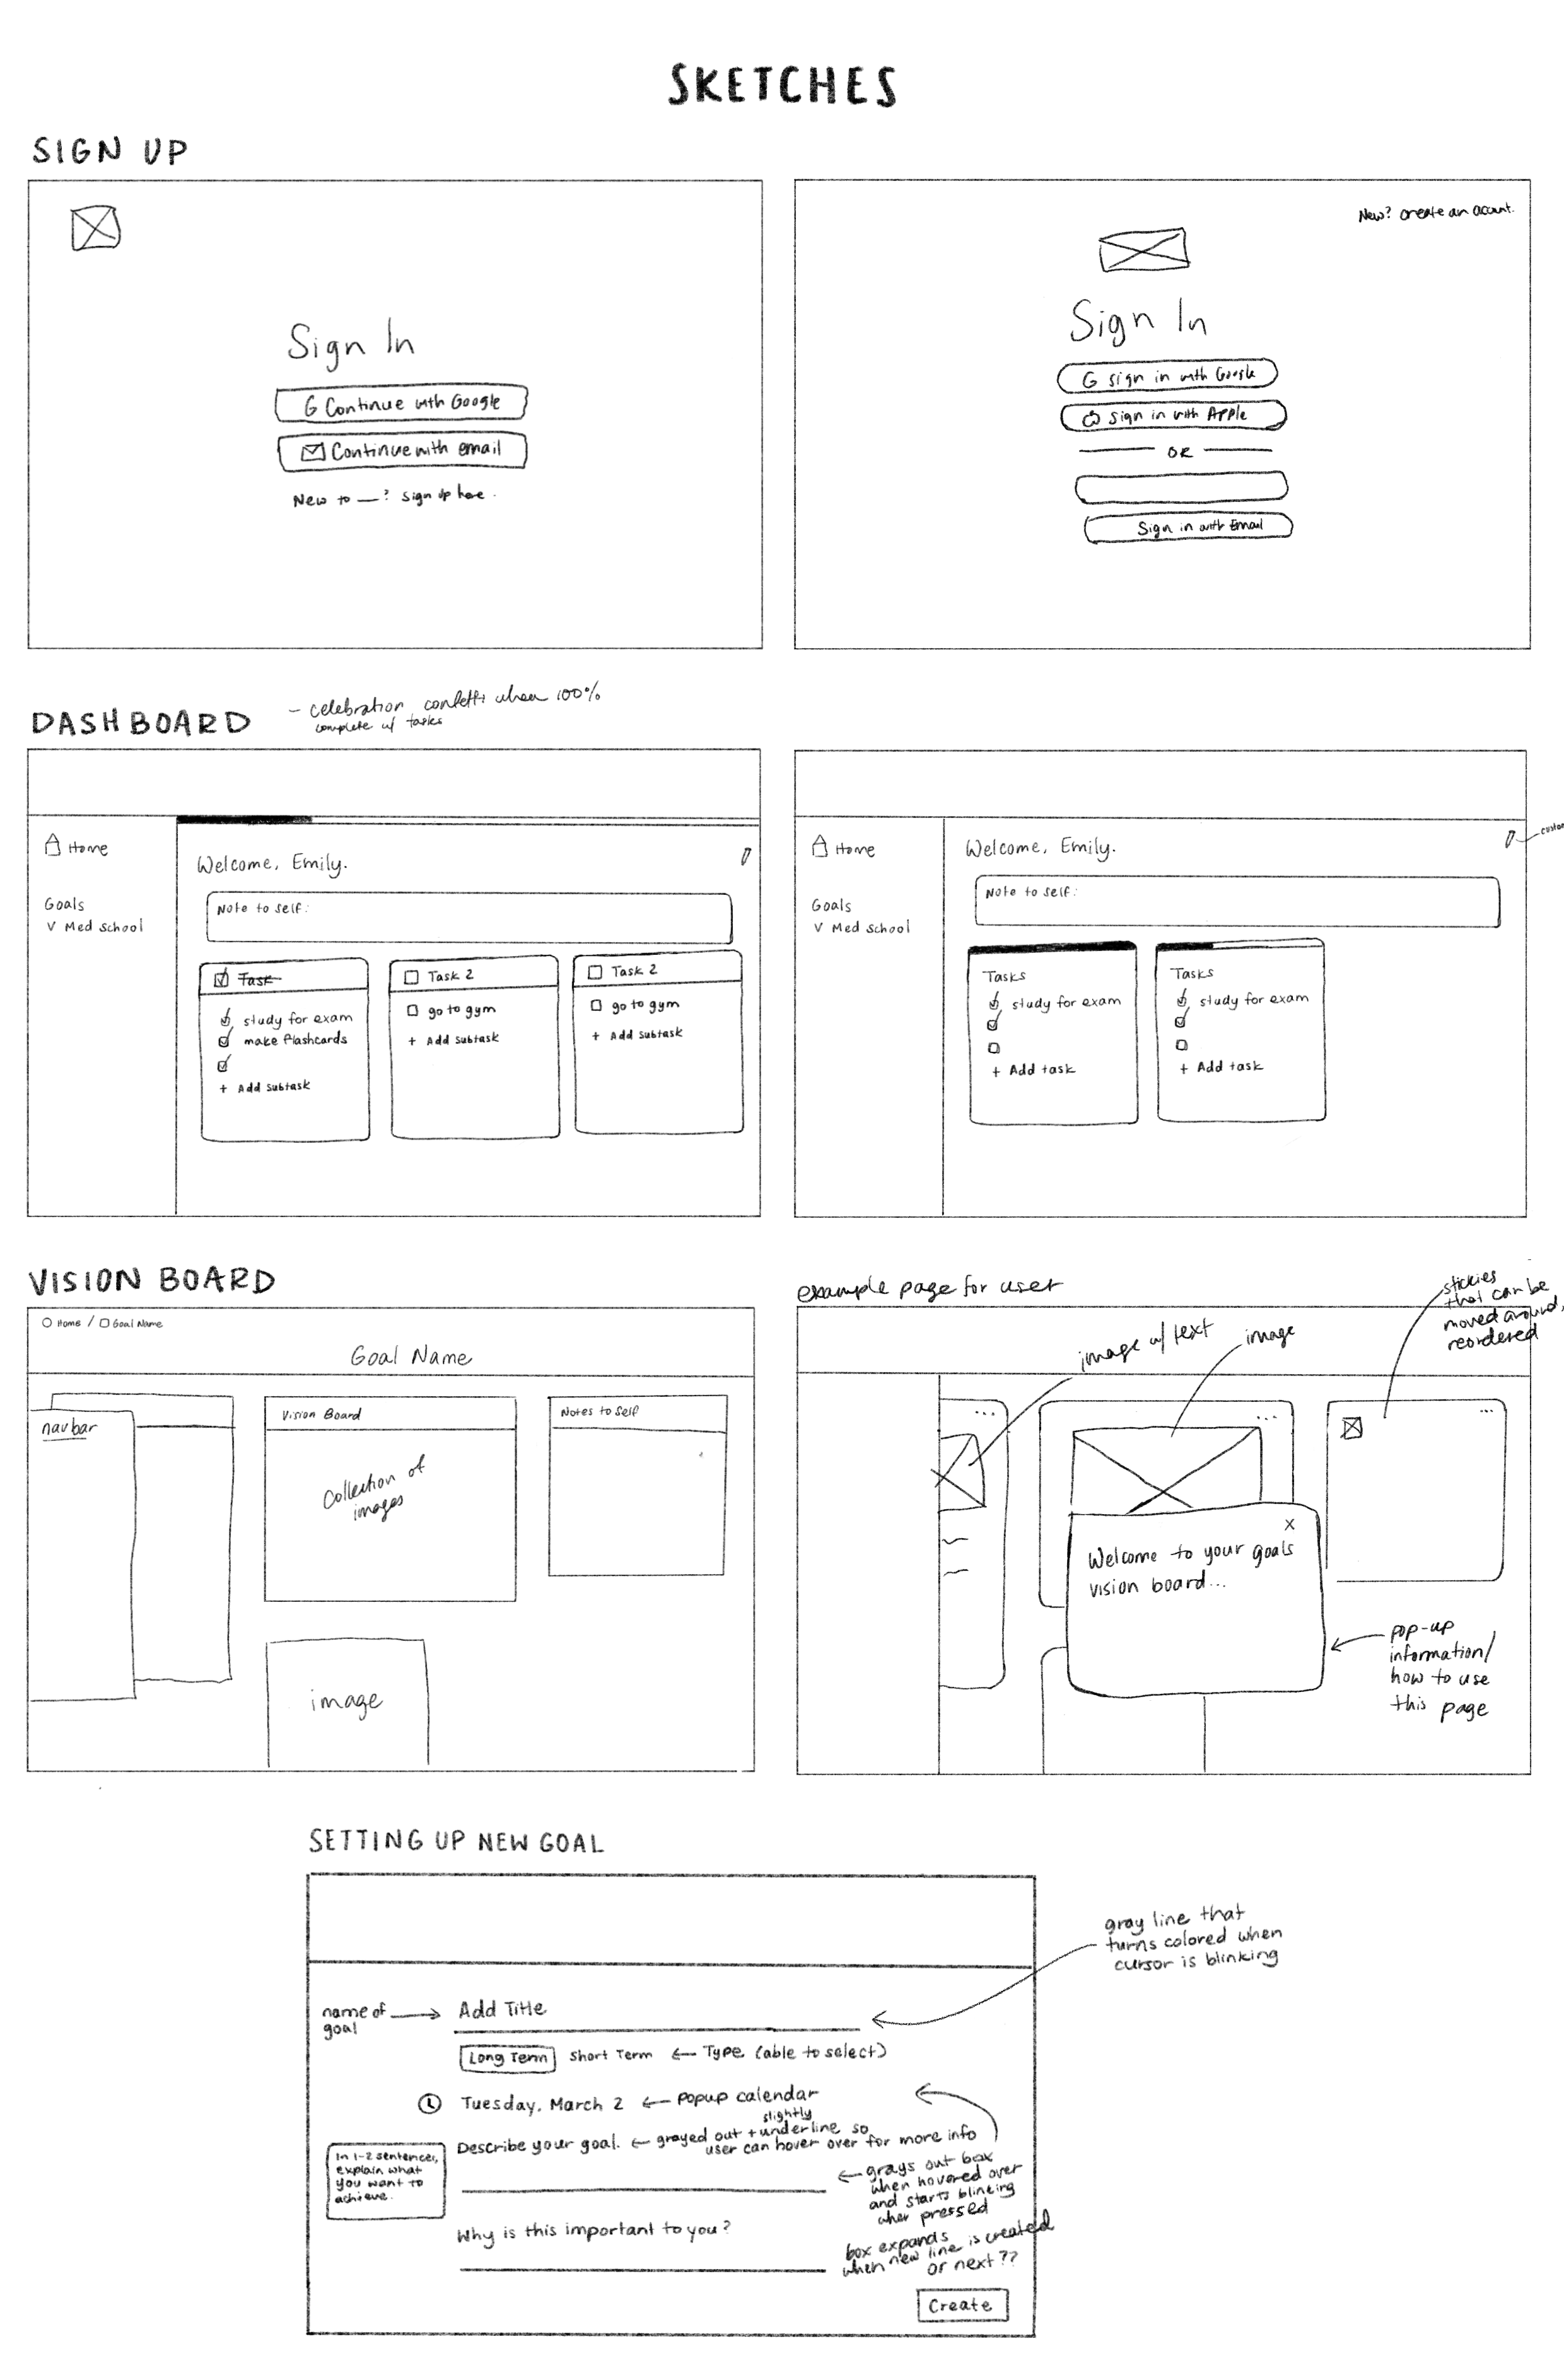 SKETCHES
SIGN UP
Sign In
G Continue with Google
Continue with email
New to __? sign up here.
New? create an acount.
Sign In
G sign in with Google
sign in with Apple
OR
Sign in with Email
DASHBOARD
- celebration confetti when 100%
complete w/ tasks
Home
Goals
V Med School
Welcome, Emily.
Note to self:
Task
study for exam
make flashcards
+ Add subtask
Task 2
go to gym
+ Add subtask
Task 2
go to gym
+ Add subtask
Home
Goals
V Med School
Welcome, Emily.
Note to self:
Tasks
study for exam
+ Add task
Tasks
study for exam
+ Add task
VISION BOARD
Home / Goal Name
Goal Name
navbar
Vision Board
Collection of
images
Notes to Self
image
example page for user
image w/ text
image
stickies
that can be
moved around,
reordered
...
...
...
X
Welcome to your goals
vision board...
pop-up
information/
how to use
this page
SETTING UP NEW GOAL
gray line that
turns colored when
cursor is blinking
name of
goal
Add Title
Long Term
Short Term
Type (able to select)
Tuesday, March 2
popup calendar
Describe your goal.
slightly
grayed out + underline so
user can hover over for more info
In 1-2 sentences,
explain what
you want to
achieve.
grays out box
when hovered over
and starts blinking
when pressed
Why is this important to you?
box expands
when new line is created
or next??
Create